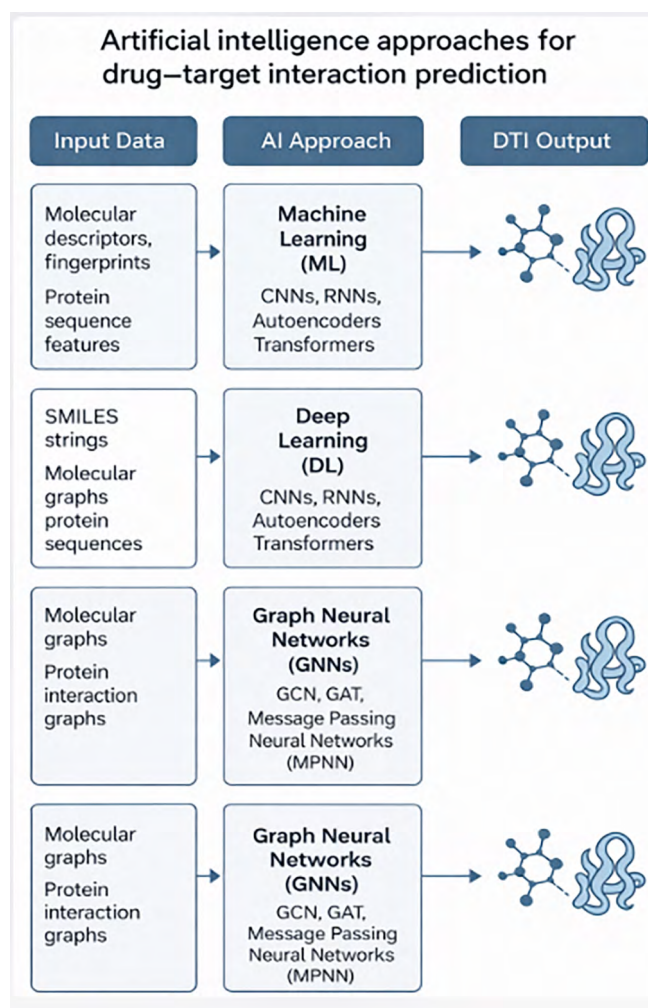 Artificial intelligence approaches for
drug–target interaction prediction
Input Data
AI Approach
DTI Output
Molecular
descriptors,
fingerprints
Protein
sequence
features
Machine
Learning
(ML)
CNNs, RNNs,
Autoencoders
Transformers
SMILES
strings
Molecular
graphs
protein
sequences
Deep
Learning
(DL)
CNNs, RNNs,
Autoencoders
Transformers
Molecular
graphs
Protein
interaction
graphs
Graph Neural
Networks
(GNNs)
GCN, GAT,
Message Passing
Neural Networks
(MPNN)
Molecular
graphs
Protein
interaction
graphs
Graph Neural
Networks
(GNNs)
GCN, GAT,
Message Passing
Neural Networks
(MPNN)